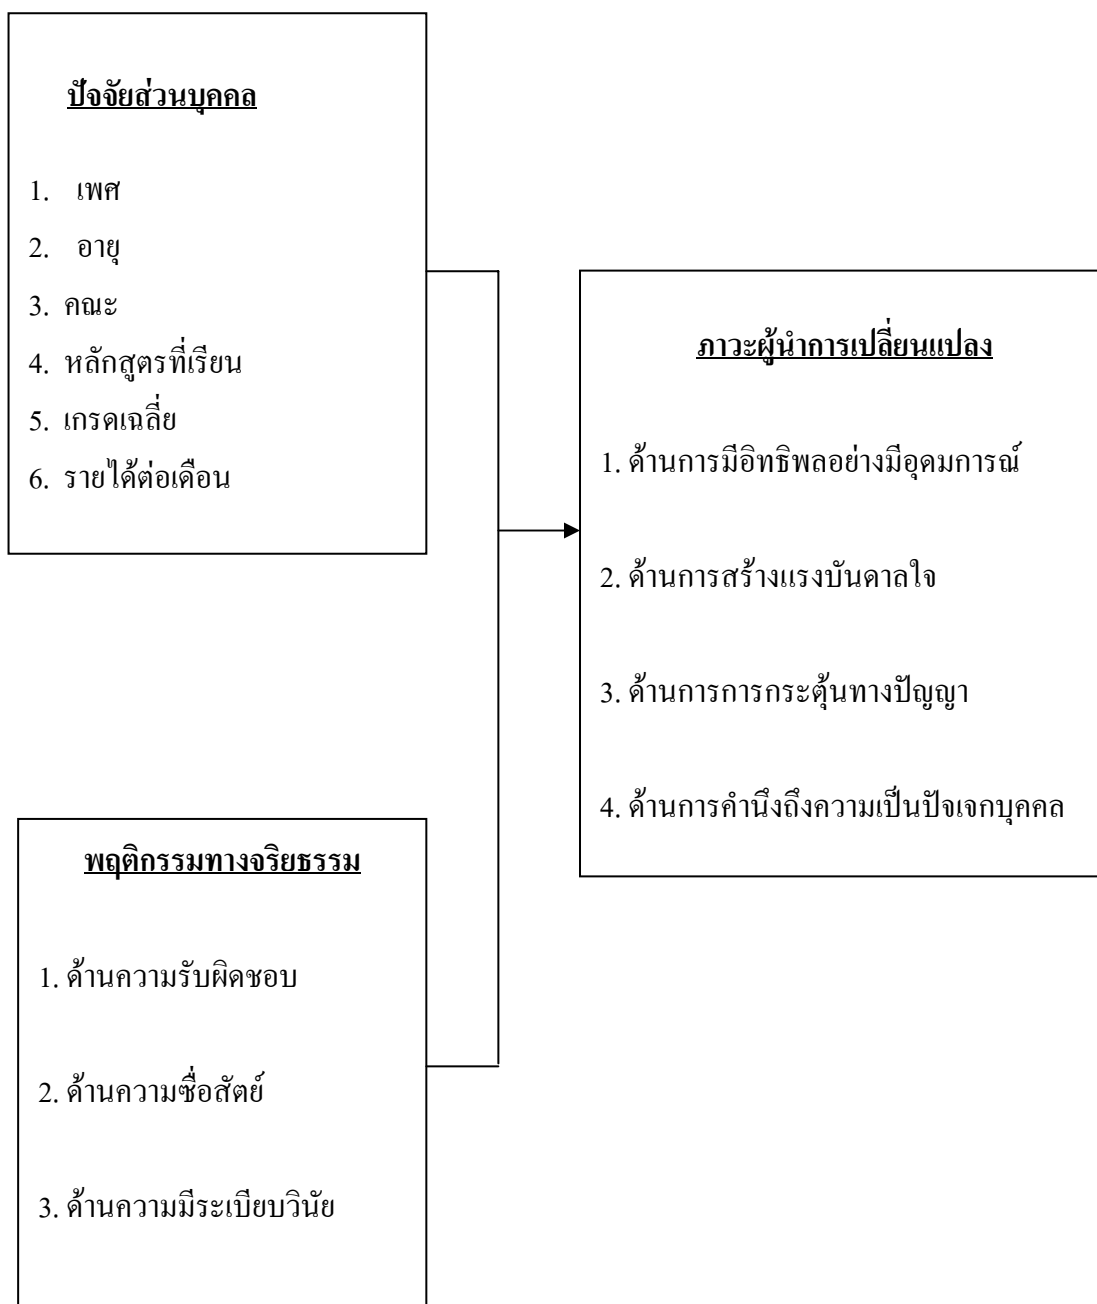 ปัจจัยส่วนบุคคล
1. เพศ
2. อายุ
3. คณะ
4. หลักสูตรที่เรียน
5. เกรดเฉลี่ย
6. รายได้ต่อเดือน
ภาวะผู้นำการเปลี่ยนแปลง
1. ด้านการมีอิทธิพลอย่างมีอุดมการณ์
2. ด้านการสร้างแรงบันดาลใจ
3. ด้านการการกระตุ้นทางปัญญา
4. ด้านการคำนึงถึงความเป็นปัจเจกบุคคล
พฤติกรรมทางจริยธรรม
1. ด้านความรับผิดชอบ
2. ด้านความซื่อสัตย์
3. ด้านความมีระเบียบวินัย